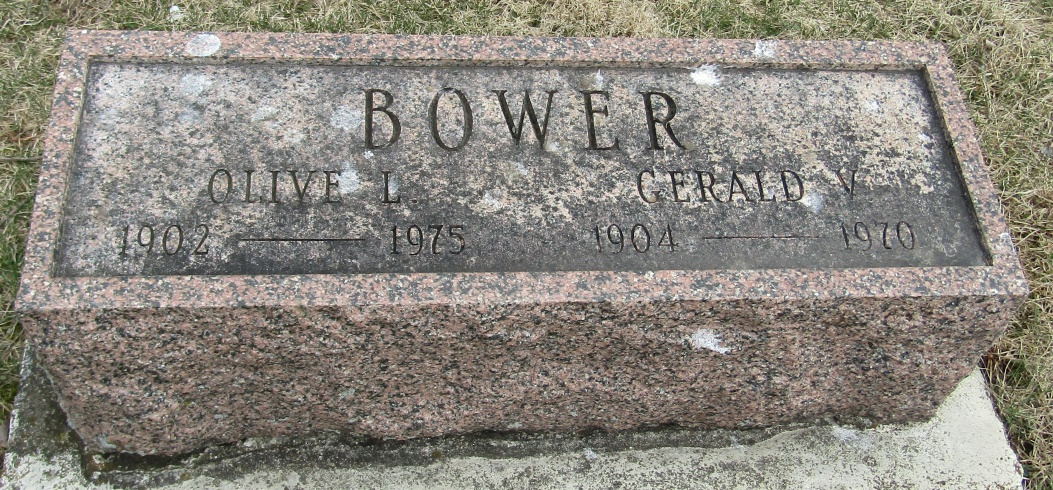 BOWER
OLIVE L. GERALD V.
1902 — 1975 1904 — 1970